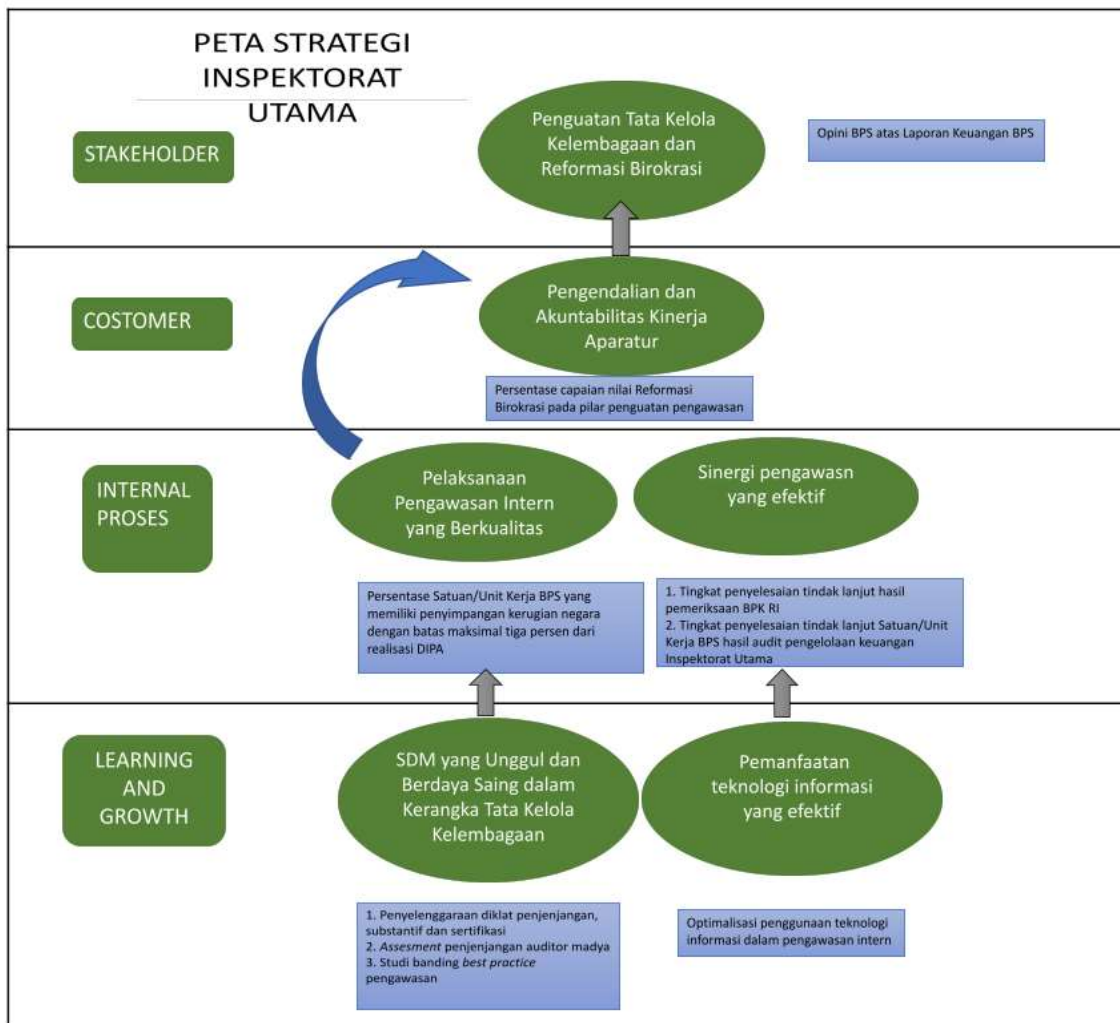 PETA STRATEGI
INSPEKTORAT
UTAMA
STAKEHOLDER
Penguatan Tata Kelola
Kelembagaan dan
Reformasi Birokrasi
Opini BPS atas Laporan Keuangan BPS
COSTOMER
Pengendalian dan
Akuntabilitas Kinerja
Aparatur
Persentase capaian nilai Reformasi
Birokrasi pada pilar penguatan pengawasan
INTERNAL
PROSES
Pelaksanaan
Pengawasan Intern
yang Berkualitas
Sinergi pengawasn
yang efektif
Persentase Satuan/Unit Kerja BPS yang
memiliki penyimpangan kerugian negara
dengan batas maksimal tiga persen dari
realisasi DIPA
1. Tingkat penyelesaian tindak lanjut hasil
pemeriksaan BPK RI
2. Tingkat penyelesaian tindak lanjut Satuan/Unit
Kerja BPS hasil audit pengelolaan keuangan
Inspektorat Utama
LEARNING
AND
GROWTH
SDM yang Unggul dan
Berdaya Saing dalam
Kerangka Tata Kelola
Kelembagaan
Pemanfaatan
teknologi informasi
yang efektif
1. Penyelenggaraan diklat penjenjangan,
substantif dan sertifikasi
2. Assesment penjenjangan auditor madya
3. Studi banding best practice
pengawasan
Optimalisasi penggunaan teknologi
informasi dalam pengawasan intern